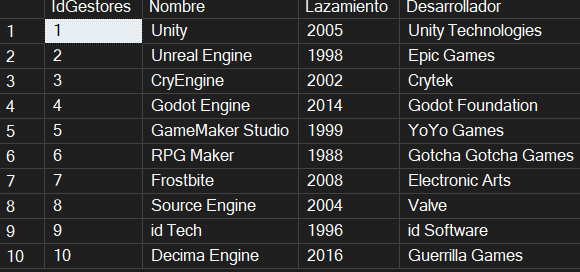 IdGestores Nombre Lazamiento Desarrollador
1 1 Unity 2005 Unity Technologies
2 2 Unreal Engine 1998 Epic Games
3 3 CryEngine 2002 Crytek
4 4 Godot Engine 2014 Godot Foundation
5 5 GameMaker Studio 1999 YoYo Games
6 6 RPG Maker 1988 Gotcha Gotcha Games
7 7 Frostbite 2008 Electronic Arts
8 8 Source Engine 2004 Valve
9 9 id Tech 1996 id Software
10 10 Decima Engine 2016 Guerrilla Games